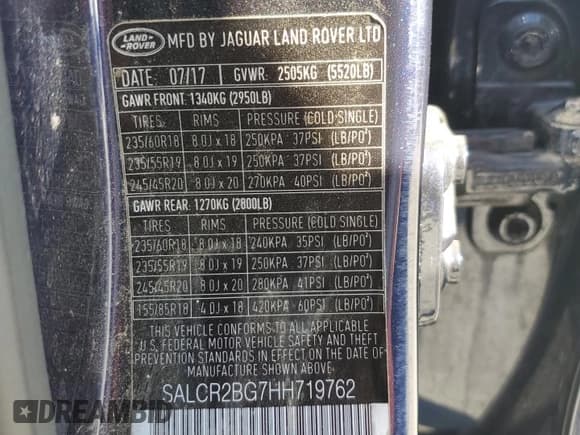 LAND ROVER MFD BY JAGUAR LAND ROVER LTD
DATE: 07/17 GVWR. 2505KG (5520LB)
GAWR FRONT: 1340KG (2950LB)
TIRES RIMS PRESSURE (COLD SINGLE)
235/60R18 8.0J x 18 250KPA 37PSI (LB/PO²)
235/55R19 8.0J x 19 250KPA 37PSI (LB/PO²)
245/45R20 8.0J x 20 270KPA 40PSI (LB/PO²)
GAWR REAR: 1270KG (2800LB)
TIRES RIMS PRESSURE (COLD SINGLE)
235/60R18 8.0J x 18 240KPA 35PSI (LB/PO²)
235/55R19 8.0J x 19 250KPA 37PSI (LB/PO²)
245/45R20 8.0J x 20 280KPA 41PSI (LB/PO²)
155/85R18 4.0J x 18 420KPA 60PSI (LB/PO²)
THIS VEHICLE CONFORMS TO ALL APPLICABLE
U.S. FEDERAL MOTOR VEHICLE SAFETY AND THEFT
PREVENTION STANDARDS IN EFFECT ON THE DATE
OF MANUFACTURE SHOWN ABOVE.
SALCR2BG7HH719762
DREAMBID